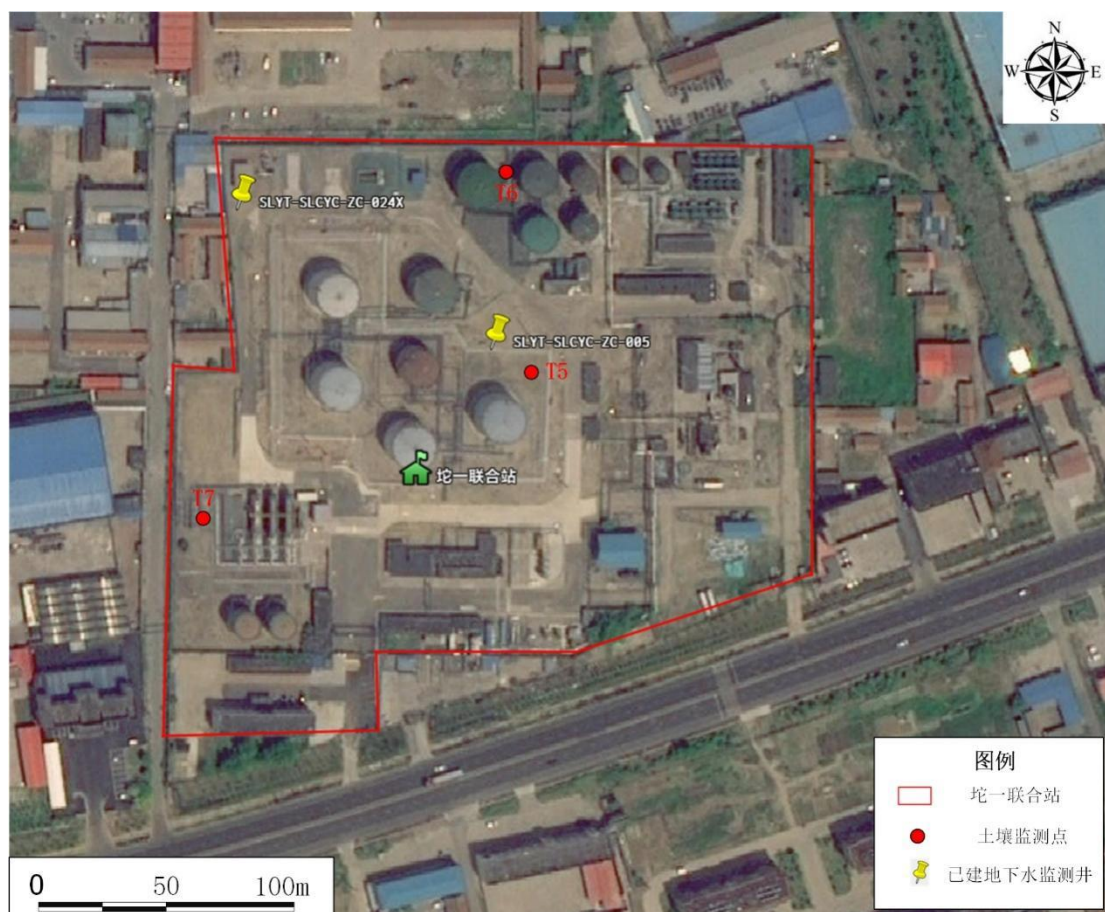 N
W E
S
SLYT-SLCYC-ZC-024X
T6
SLYT-SLCYC-ZC-005
T5
坨一联合站
T7
图例
坨一联合站
土壤监测点
已建地下水监测井
0 50 100m